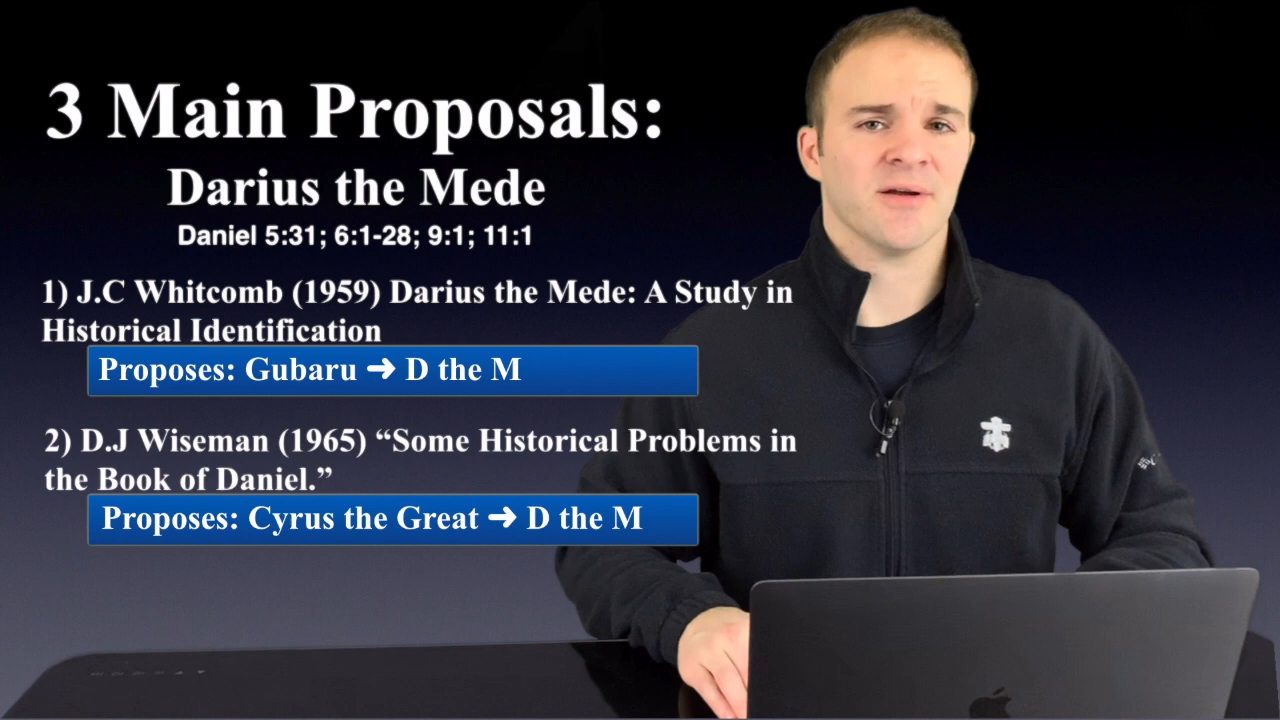 3 Main Proposals:
Darius the Mede
Daniel 5:31; 6:1-28; 9:1; 11:1
1) J.C Whitcomb (1959) Darius the Mede: A Study in
Historical Identification
Proposes: Gubaru ➜ D the M
2) D.J Wiseman (1965) “Some Historical Problems in
the Book of Daniel.”
Proposes: Cyrus the Great ➜ D the M